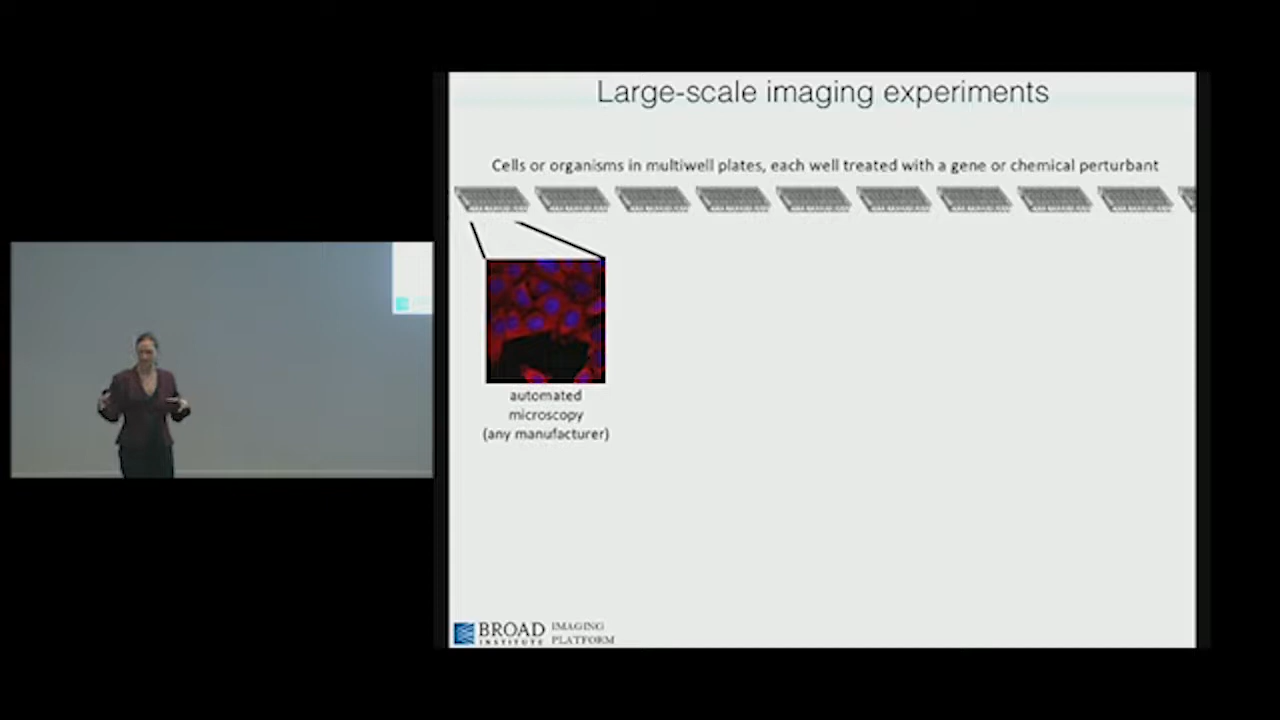 Large-scale imaging experiments
Cells or organisms in multiwell plates, each well treated with a gene or chemical perturbant
automated
microscopy
(any manufacturer)
BROAD
INSTITUTE
IMAGING
PLATFORM